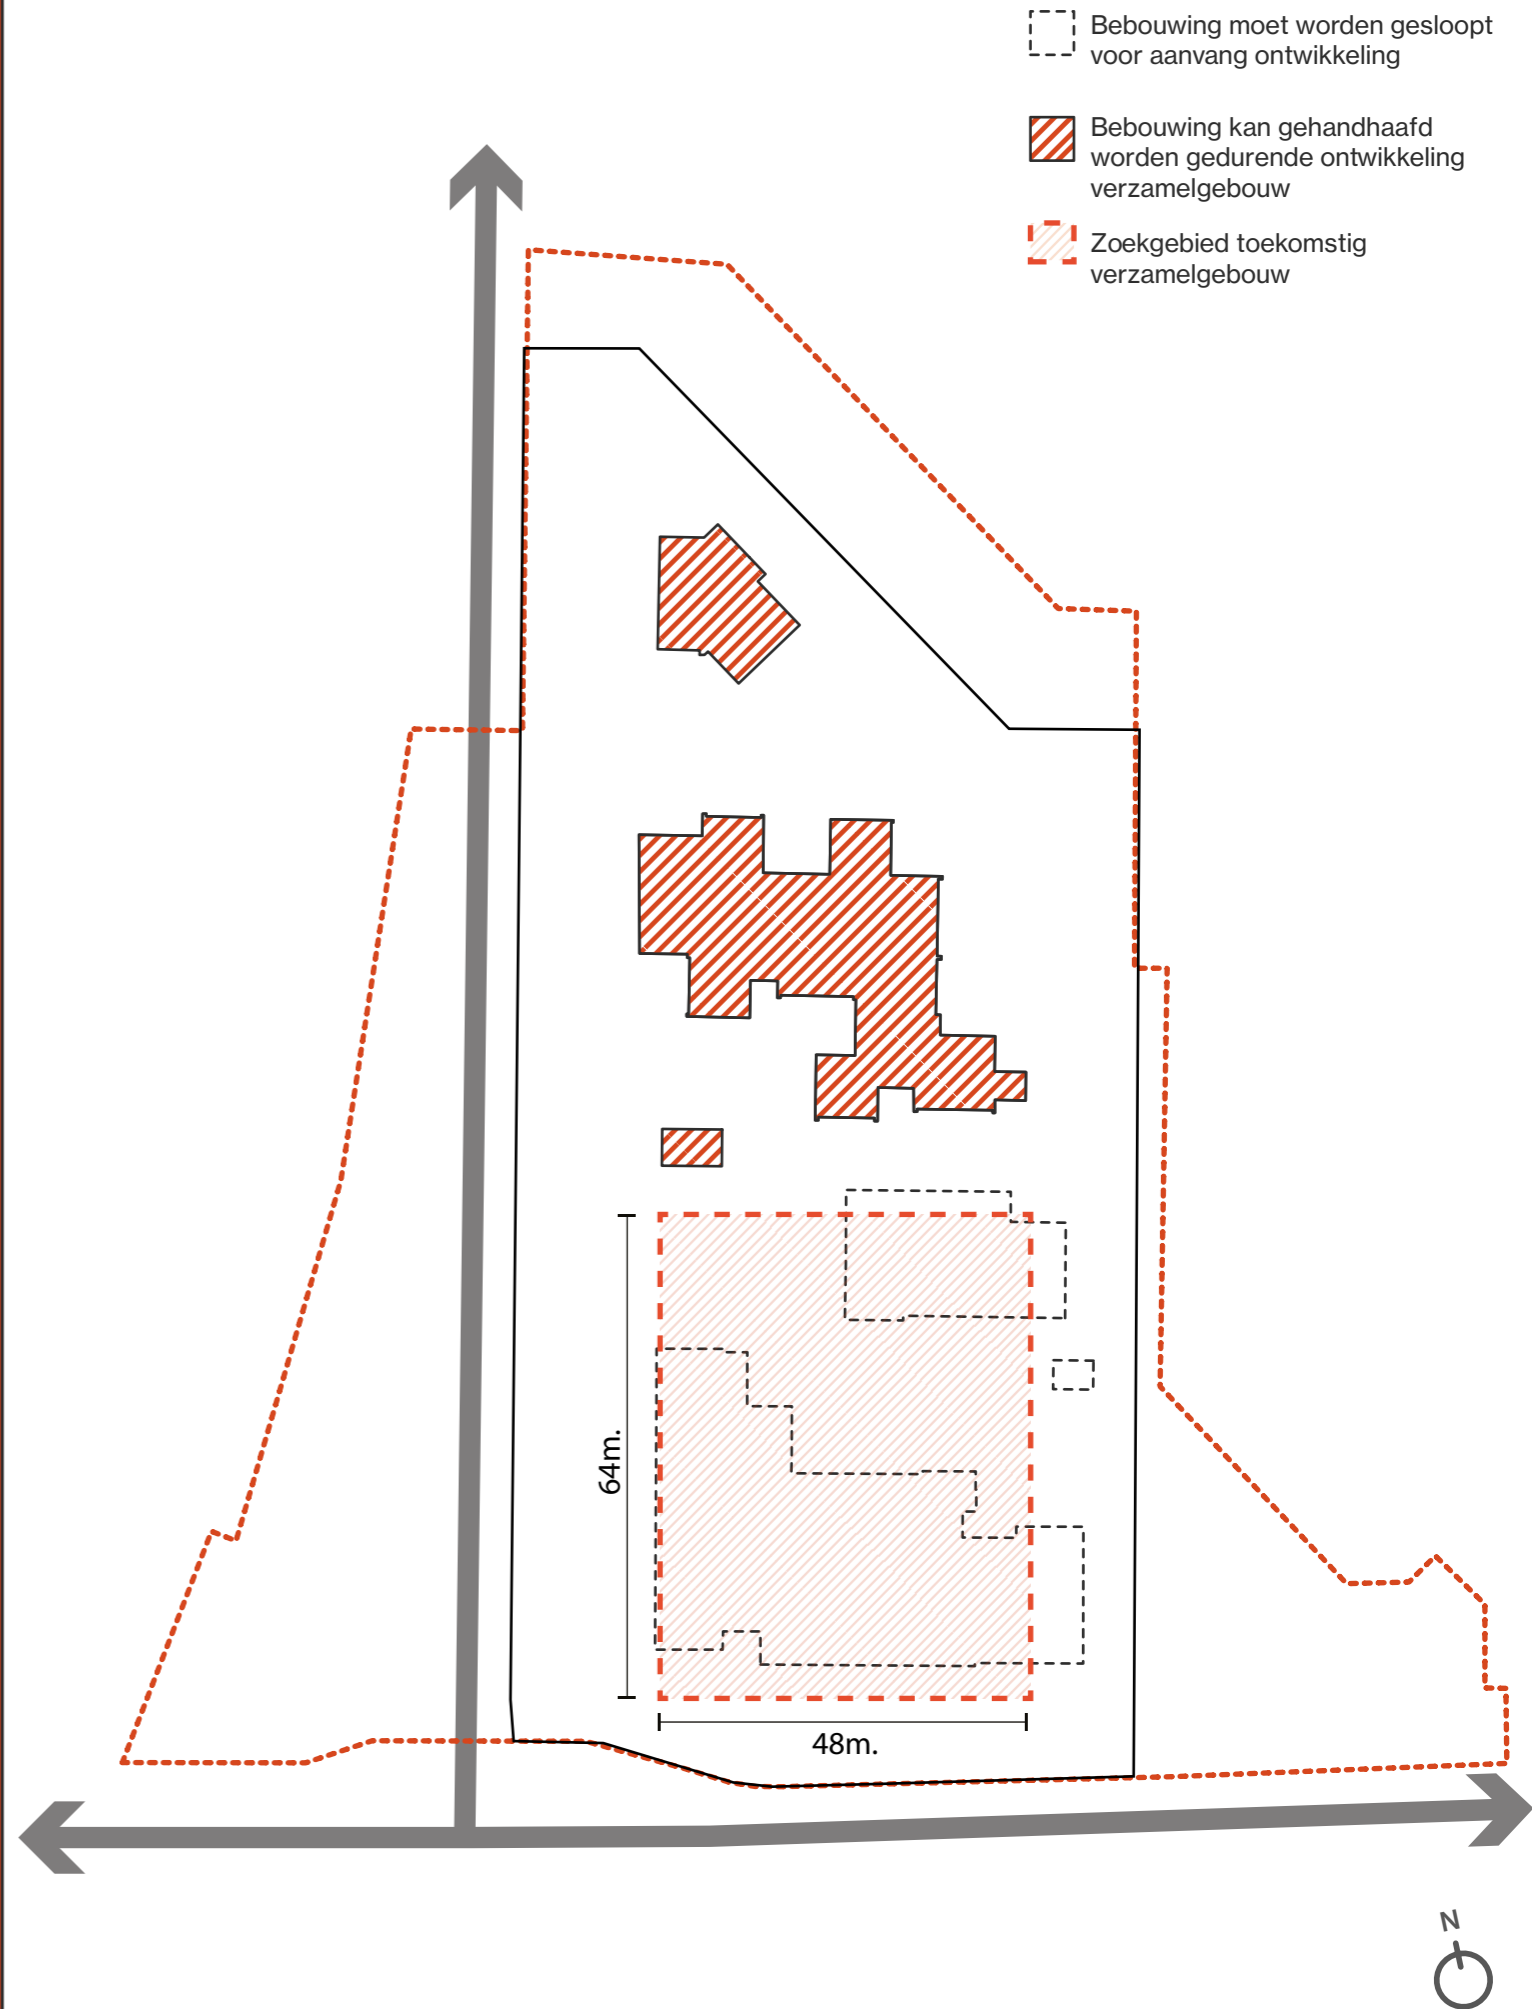 Bebouwing moet worden gesloopt
voor aanvang ontwikkeling
Bebouwing kan gehandhaafd
worden gedurende ontwikkeling
verzamelgebouw
Zoekgebied toekomstig
verzamelgebouw
64m.
48m.
N